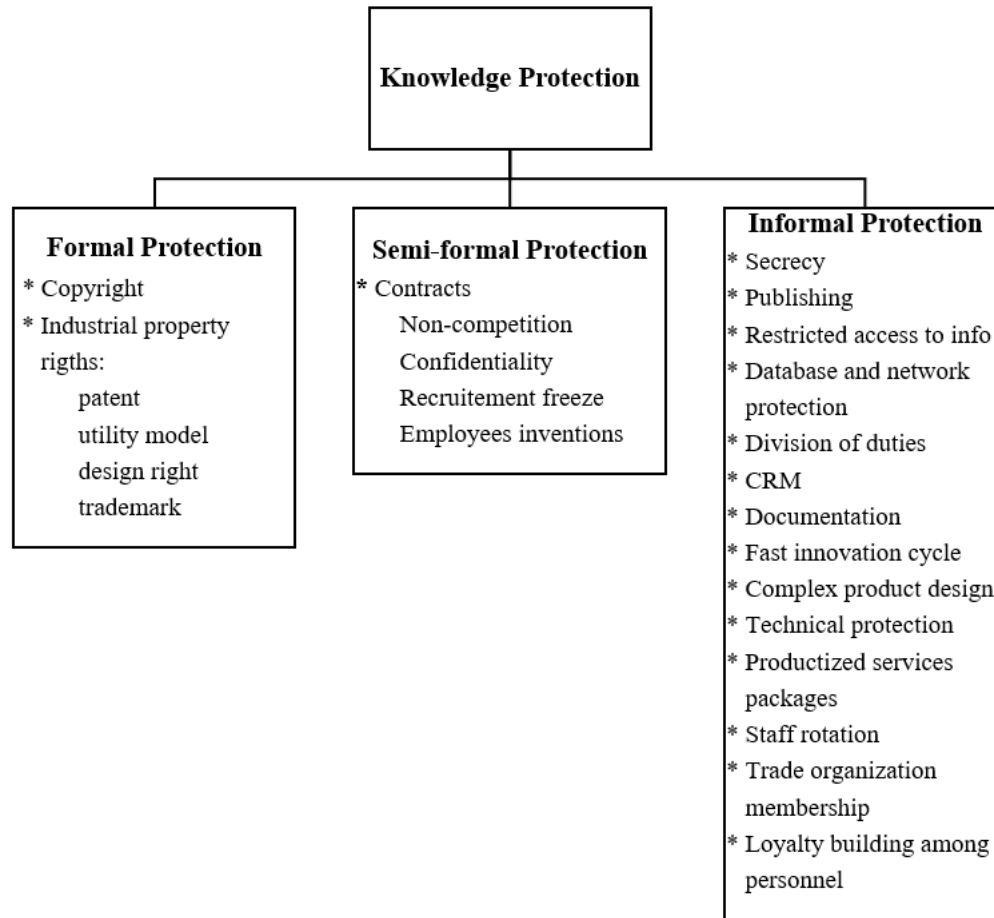 Knowledge Protection
Formal Protection
* Copyright
* Industrial property
rigths:
patent
utility model
design right
trademark
Semi-formal Protection
* Contracts
Non-competition
Confidentiality
Recruitement freeze
Employees inventions
Informal Protection
* Secrecy
* Publishing
* Restricted access to info
* Database and network
protection
* Division of duties
* CRM
* Documentation
* Fast innovation cycle
* Complex product design
* Technical protection
* Productized services
packages
* Staff rotation
* Trade organization
membership
* Loyalty building among
personnel